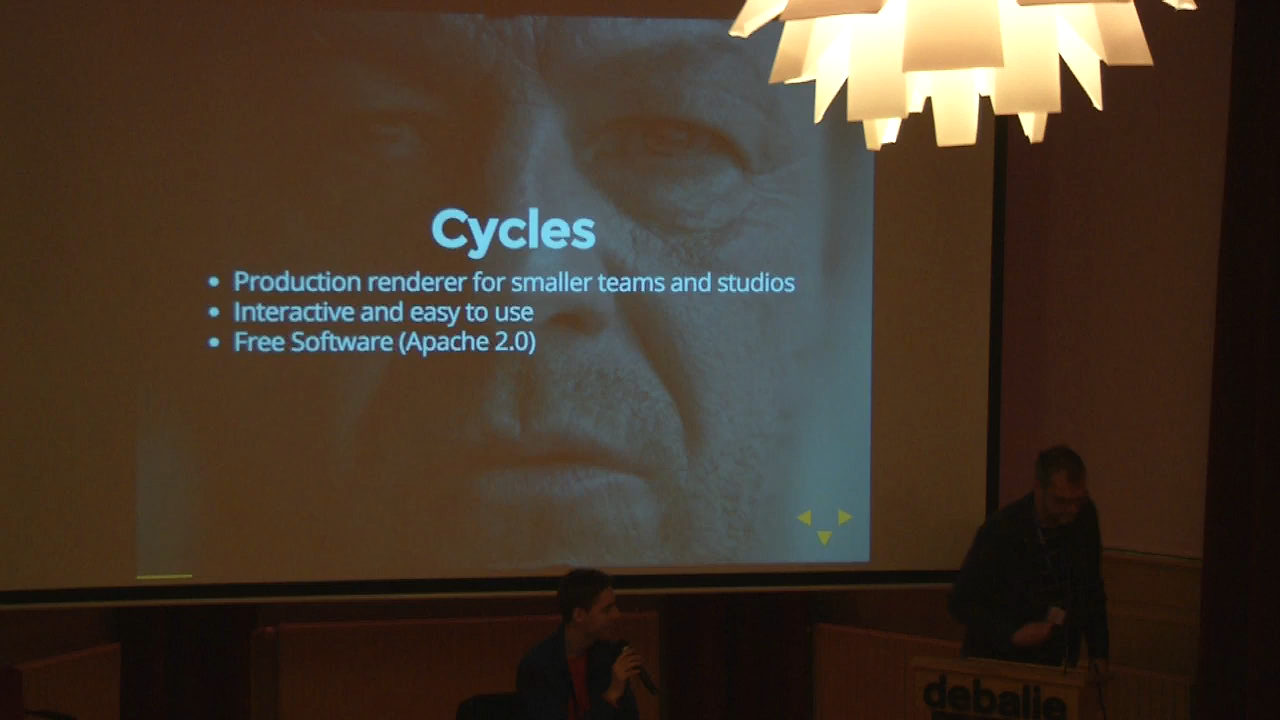 Cycles
• Production renderer for smaller teams and studios
• Interactive and easy to use
• Free Software (Apache 2.0)
debalie